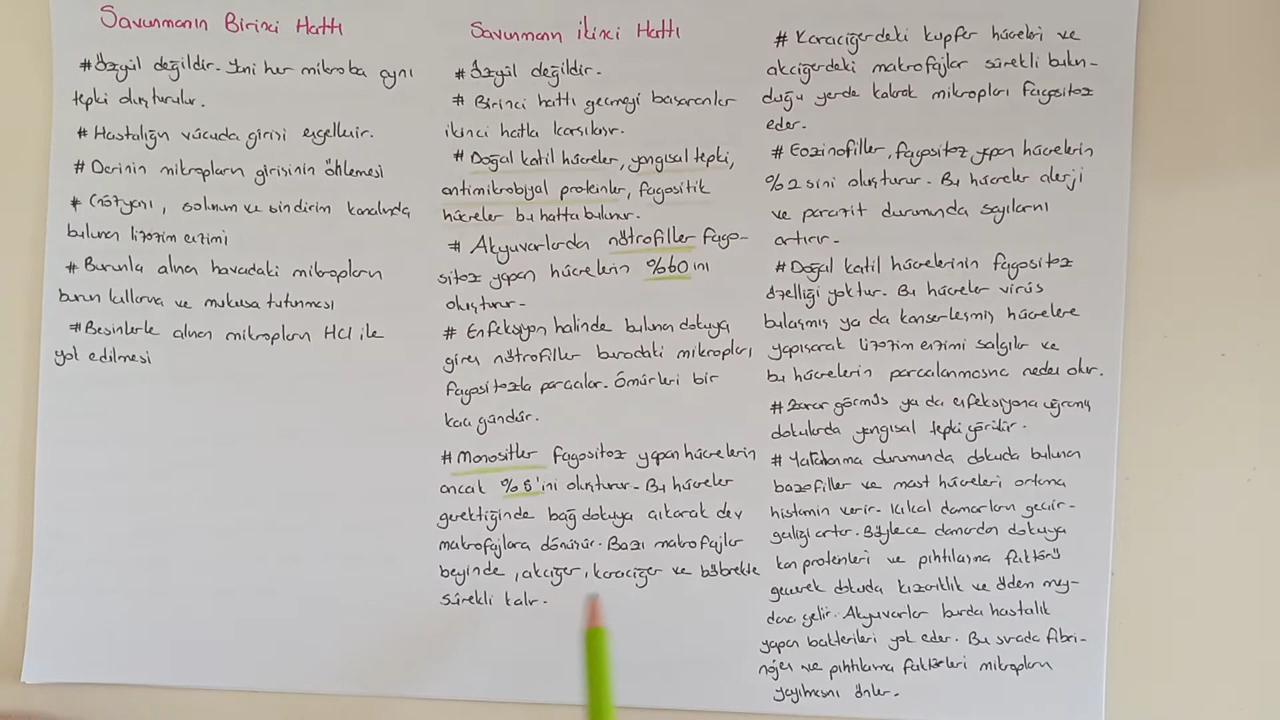 Savunmanın Birinci Hattı
#Özgül değildir. Yani her mikroba aynı
tepki oluşturulur.
#Hastalığın vücuda girişi engellenir.
#Derinin mikropların girişinin önlemesi
# Gözyaşı, solunum ve sindirim kanalında
bulunan lizozim enzimi
#Burunla alınan havadaki mikropların
burun kıllarına ve mukusa tutunması
#Besinlerle alınan mikropların HCl ile
yok edilmesi
Savunmanın İkinci Hattı
#Özgül değildir.
# Birinci hattı geçmeyi başaranlar
ikinci hatla karşılaşır.
#Doğal katil hücreler, yangısal tepki,
antimikrobiyal proteinler, fagositik
hücreler bu hatta bulunur.
# Akyuvarlardan nötrofiller fago-
sitoz yapan hücrelerin %60 ını
oluşturur-
# Enfeksiyon halinde bulunan dokuya
giren nötrofiller buradaki mikropları
fagositozla parçalar. Ömürleri bir
kaç gündür.
#Monositler fagositoz yapan hücrelerin
ancak %5'ini oluşturur- Bu hücreler
gerektiğinde bağ dokuya çıkarak dev
makrofajlara dönüşür. Bazı makrofajlar
beyinde, akciğer, karaciğer ve böbrekte
sürekli kalır-
# Karaciğerdeki kupfer hücreleri ve
akciğerdeki makrofajlar sürekli bulun-
duğu yerde kalarak mikropları fagositoz
eder.
#Eozinofiller, fagositoz yapan hücrelerin
%2 sini oluşturur- Bu hücreler alerji
ve parazit durumunda sayılarını
artırır-
#Doğal katil hücrelerinin fagositoz
özelliği yoktur. Bu hücreler virüs
bulaşmış ya da kanserleşmiş hücrelere
yapışarak lizozim enzimi salgılar ve
bu hücrelerin parçalanmasına neden olur.
#Zarar görmüş ya da enfeksiyona uğramış
dokularda yangısal tepki görülür.
# Yaralanma durumunda dokuda bulunan
bazofiller ve mast hücreleri ortama
histamin verir- Kılcal damarların geçir-
genliği artar. Böylece damardan dokuya
kan proteinleri ve pıhtılaşma faktörü
geçerek dokuda kızarıklık ve ödem mey-
dana gelir. Akyuvarlar burda hastalık
yapan bakterileri yok eder. Bu sırada fibri-
nojen ve pıhtılaşma faktörleri mikropların
yayılmasını önler-